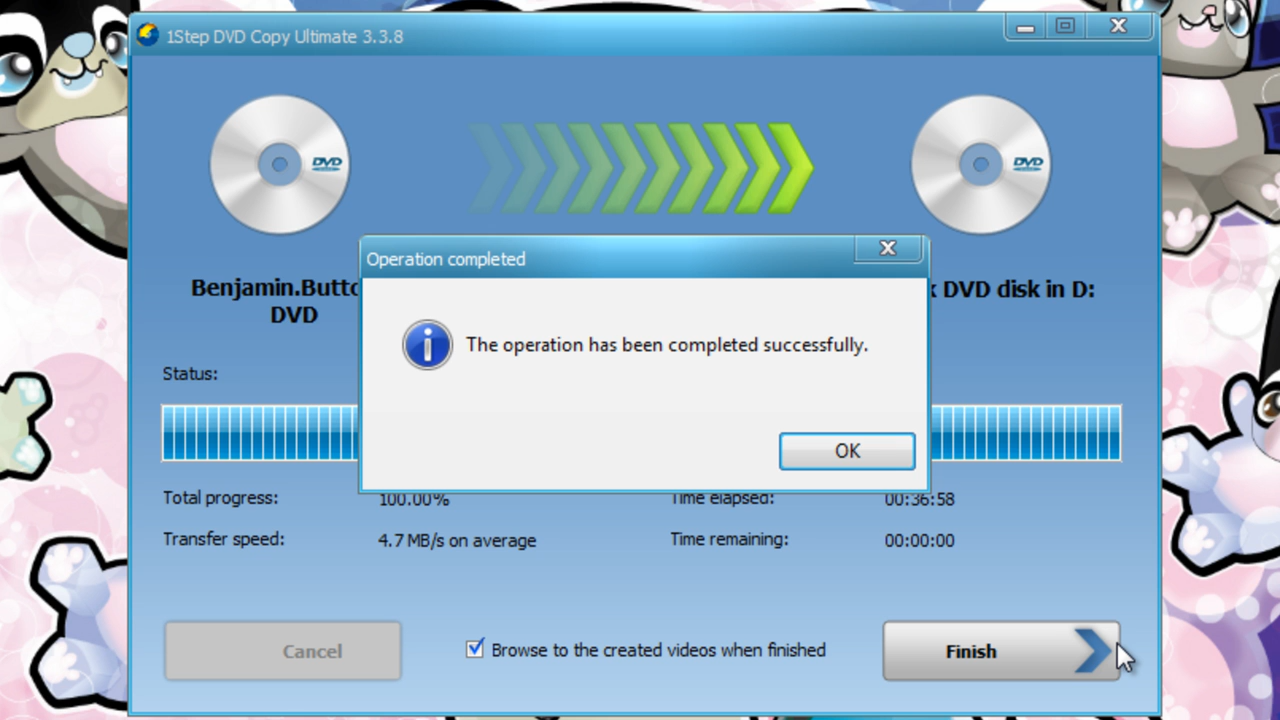 1Step DVD Copy Ultimate 3.3.8
DVD
DVD
Operation completed
Benjamin.Butto
DVD
DVD disk in D:
The operation has been completed successfully.
Status:
OK
Total progress:
100.00%
Time elapsed:
00:36:58
Transfer speed:
4.7 MB/s on average
Time remaining:
00:00:00
Cancel
Browse to the created videos when finished
Finish